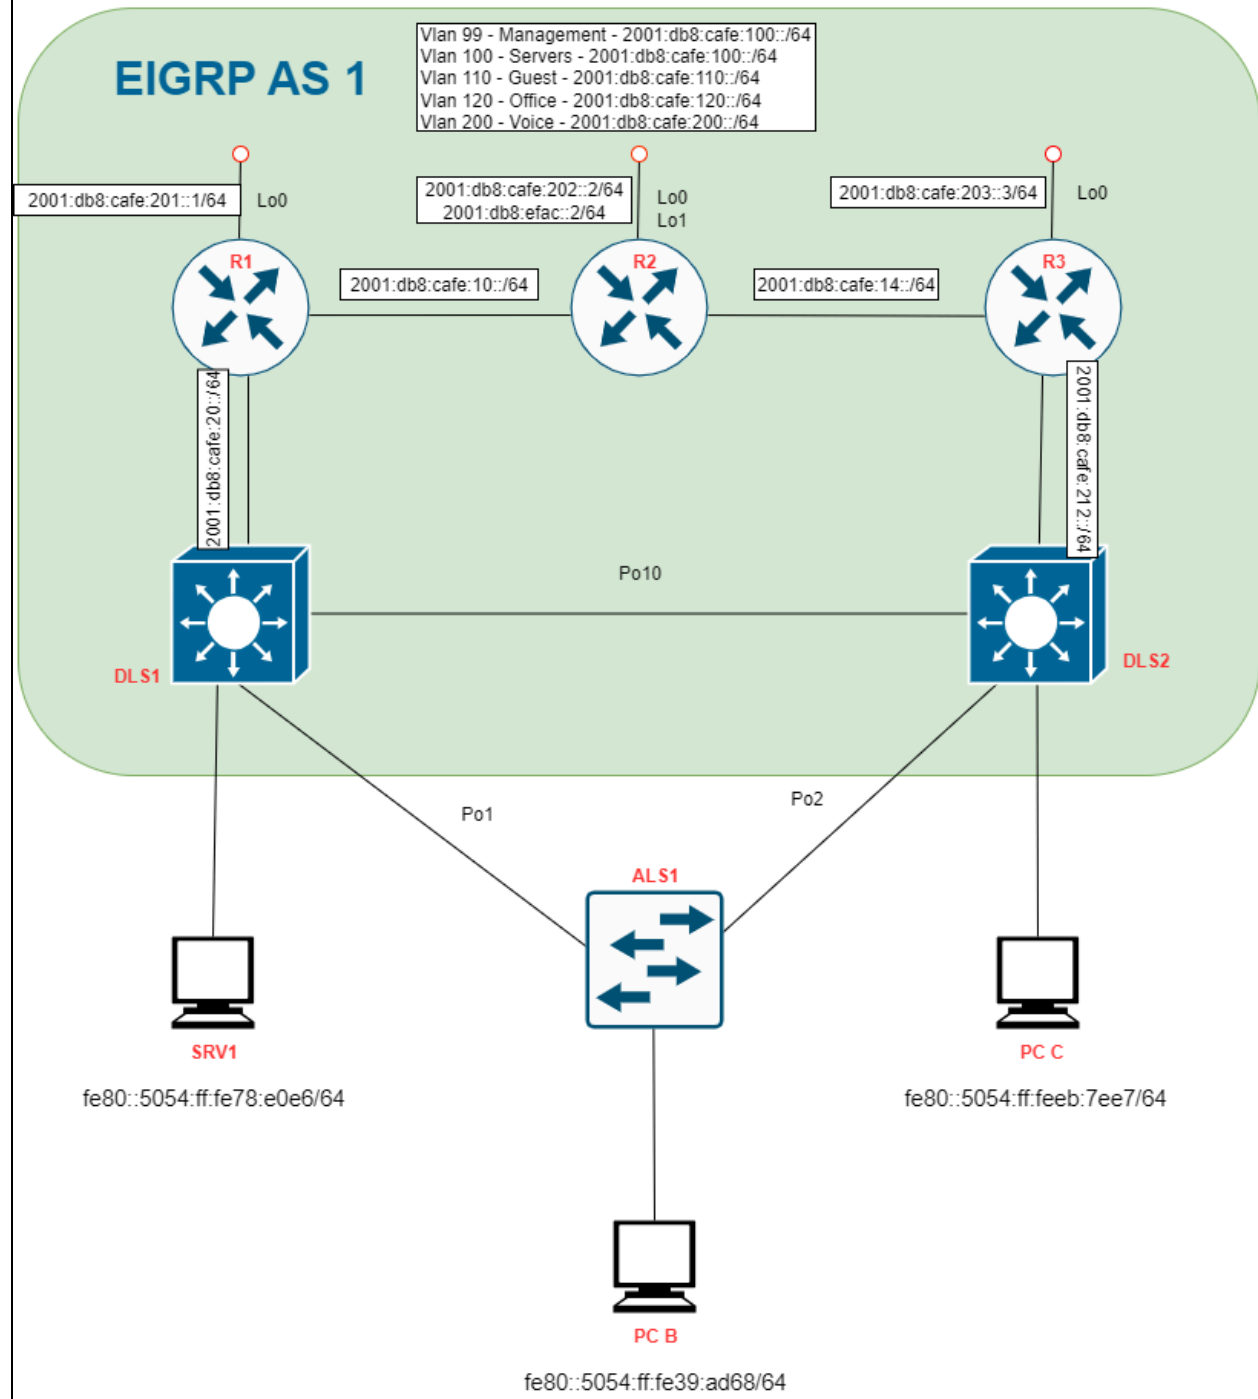 Vlan 99 - Management - 2001:db8:cafe:100::/64
Vlan 100 - Servers - 2001:db8:cafe:100::/64
Vlan 110 - Guest - 2001:db8:cafe:110::/64
Vlan 120 - Office - 2001:db8:cafe:120::/64
Vlan 200 - Voice - 2001:db8:cafe:200::/64
EIGRP AS 1
2001:db8:cafe:201::1/64
Lo0
2001:db8:cafe:202::2/64
2001:db8:efac::2/64
Lo0
Lo1
2001:db8:cafe:203::3/64
Lo0
R1
R2
R3
2001:db8:cafe:10::/64
2001:db8:cafe:14::/64
2001:db8:cafe:20::/64
2001:db8:cafe:212::/64
Po10
DLS1
DLS2
Po1
Po2
ALS1
SRV1
PC C
fe80::5054:ff:fe78:e0e6/64
fe80::5054:ff:feeb:7ee7/64
PC B
fe80::5054:ff:fe39:ad68/64